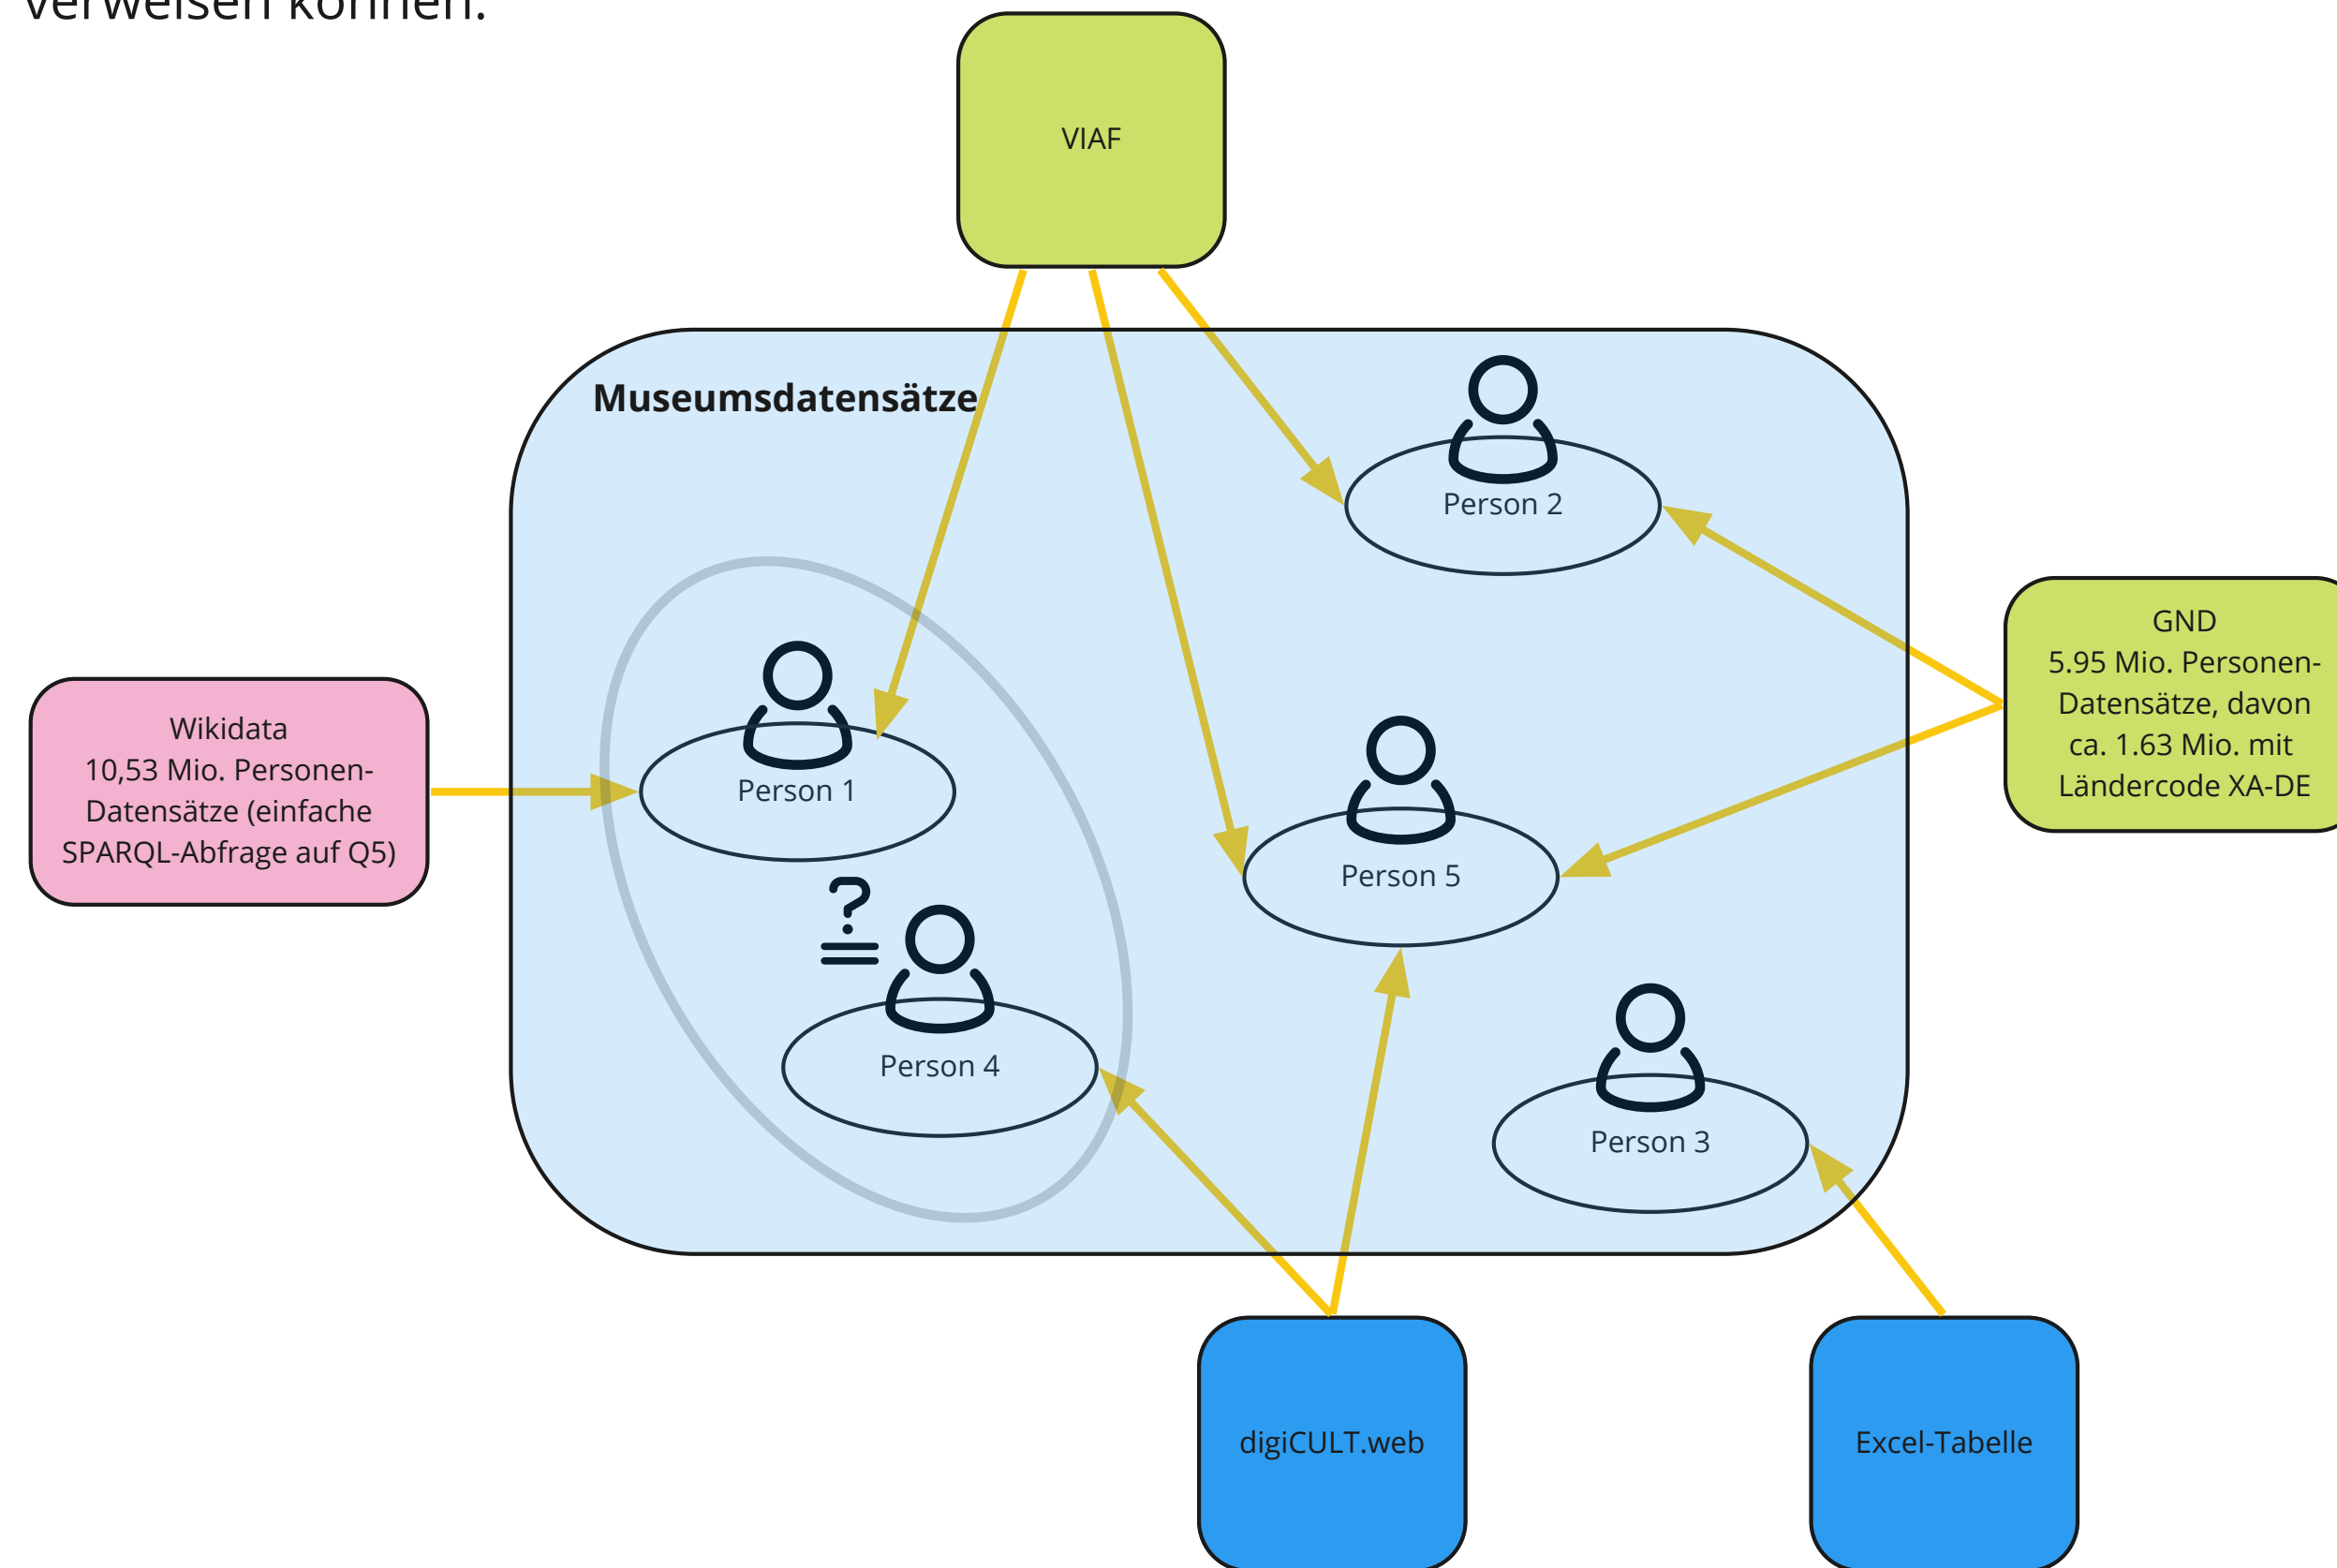 verweisen können.
VIAF
Museumsdatensätze
Person 2
GND
5.95 Mio. Personen-
Datensätze, davon
ca. 1.63 Mio. mit
Ländercode XA-DE
Wikidata
10,53 Mio. Personen-
Datensätze (einfache
SPARQL-Abfrage auf Q5)
Person 1
Person 5
?
=
Person 4
Person 3
digiCULT.web
Excel-Tabelle